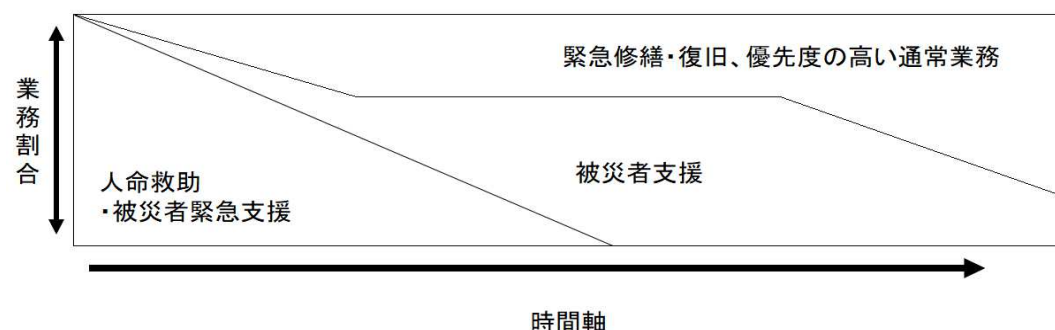 緊急修繕・復旧、優先度の高い通常業務
業務割合
被災者支援
人命救助
・被災者緊急支援
時間軸